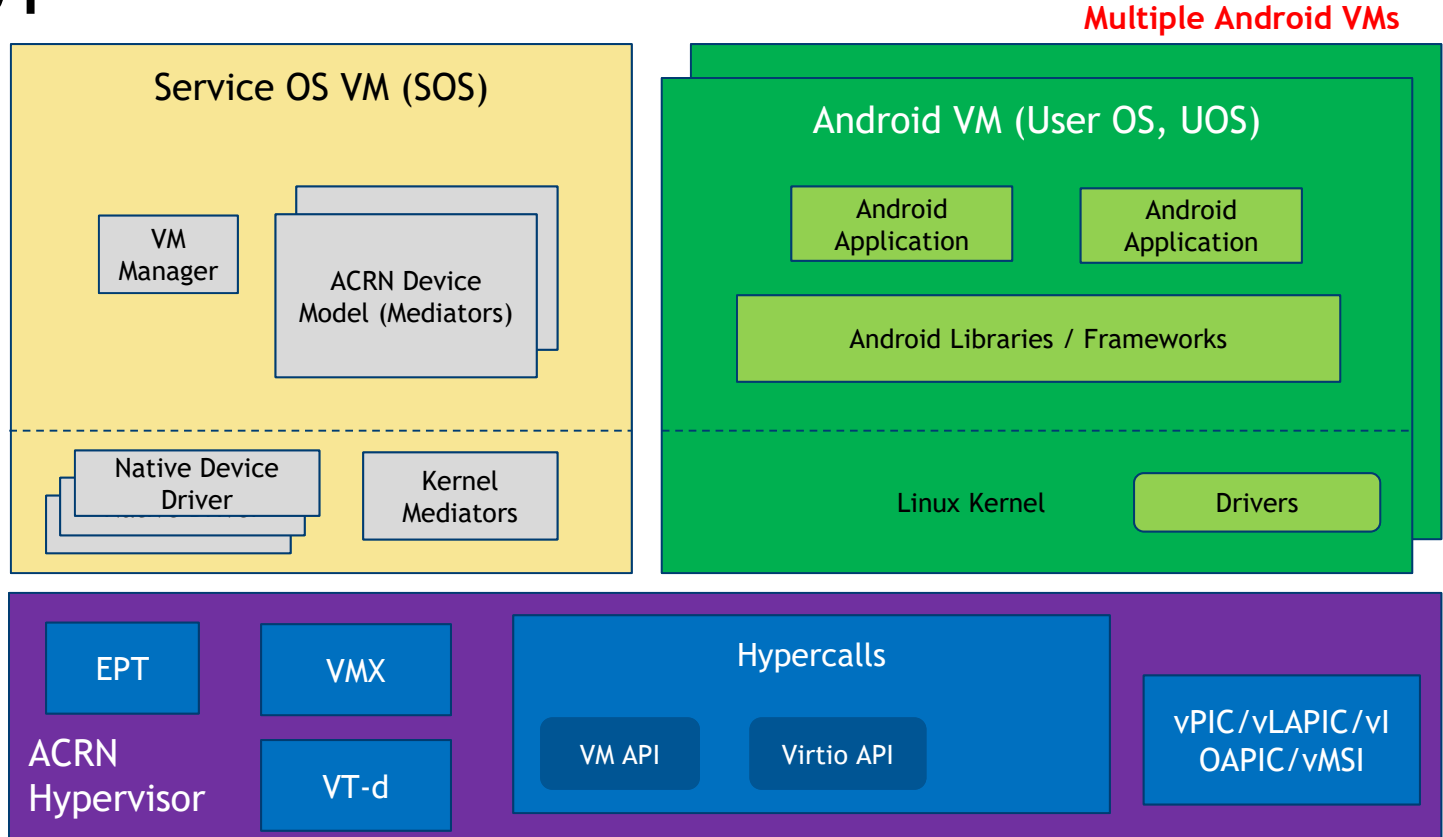 Multiple Android VMs
Service OS VM (SOS)
VM
Manager
ACRN Device
Model (Mediators)
Native Device
Driver
Kernel
Mediators
Android VM (User OS, UOS)
Android
Application
Android
Application
Android Libraries / Frameworks
Linux Kernel
Drivers
EPT
VMX
ACRN
Hypervisor
VT-d
Hypercalls
VM API
Virtio API
vPIC/vLAPIC/vI
OAPIC/vMSI